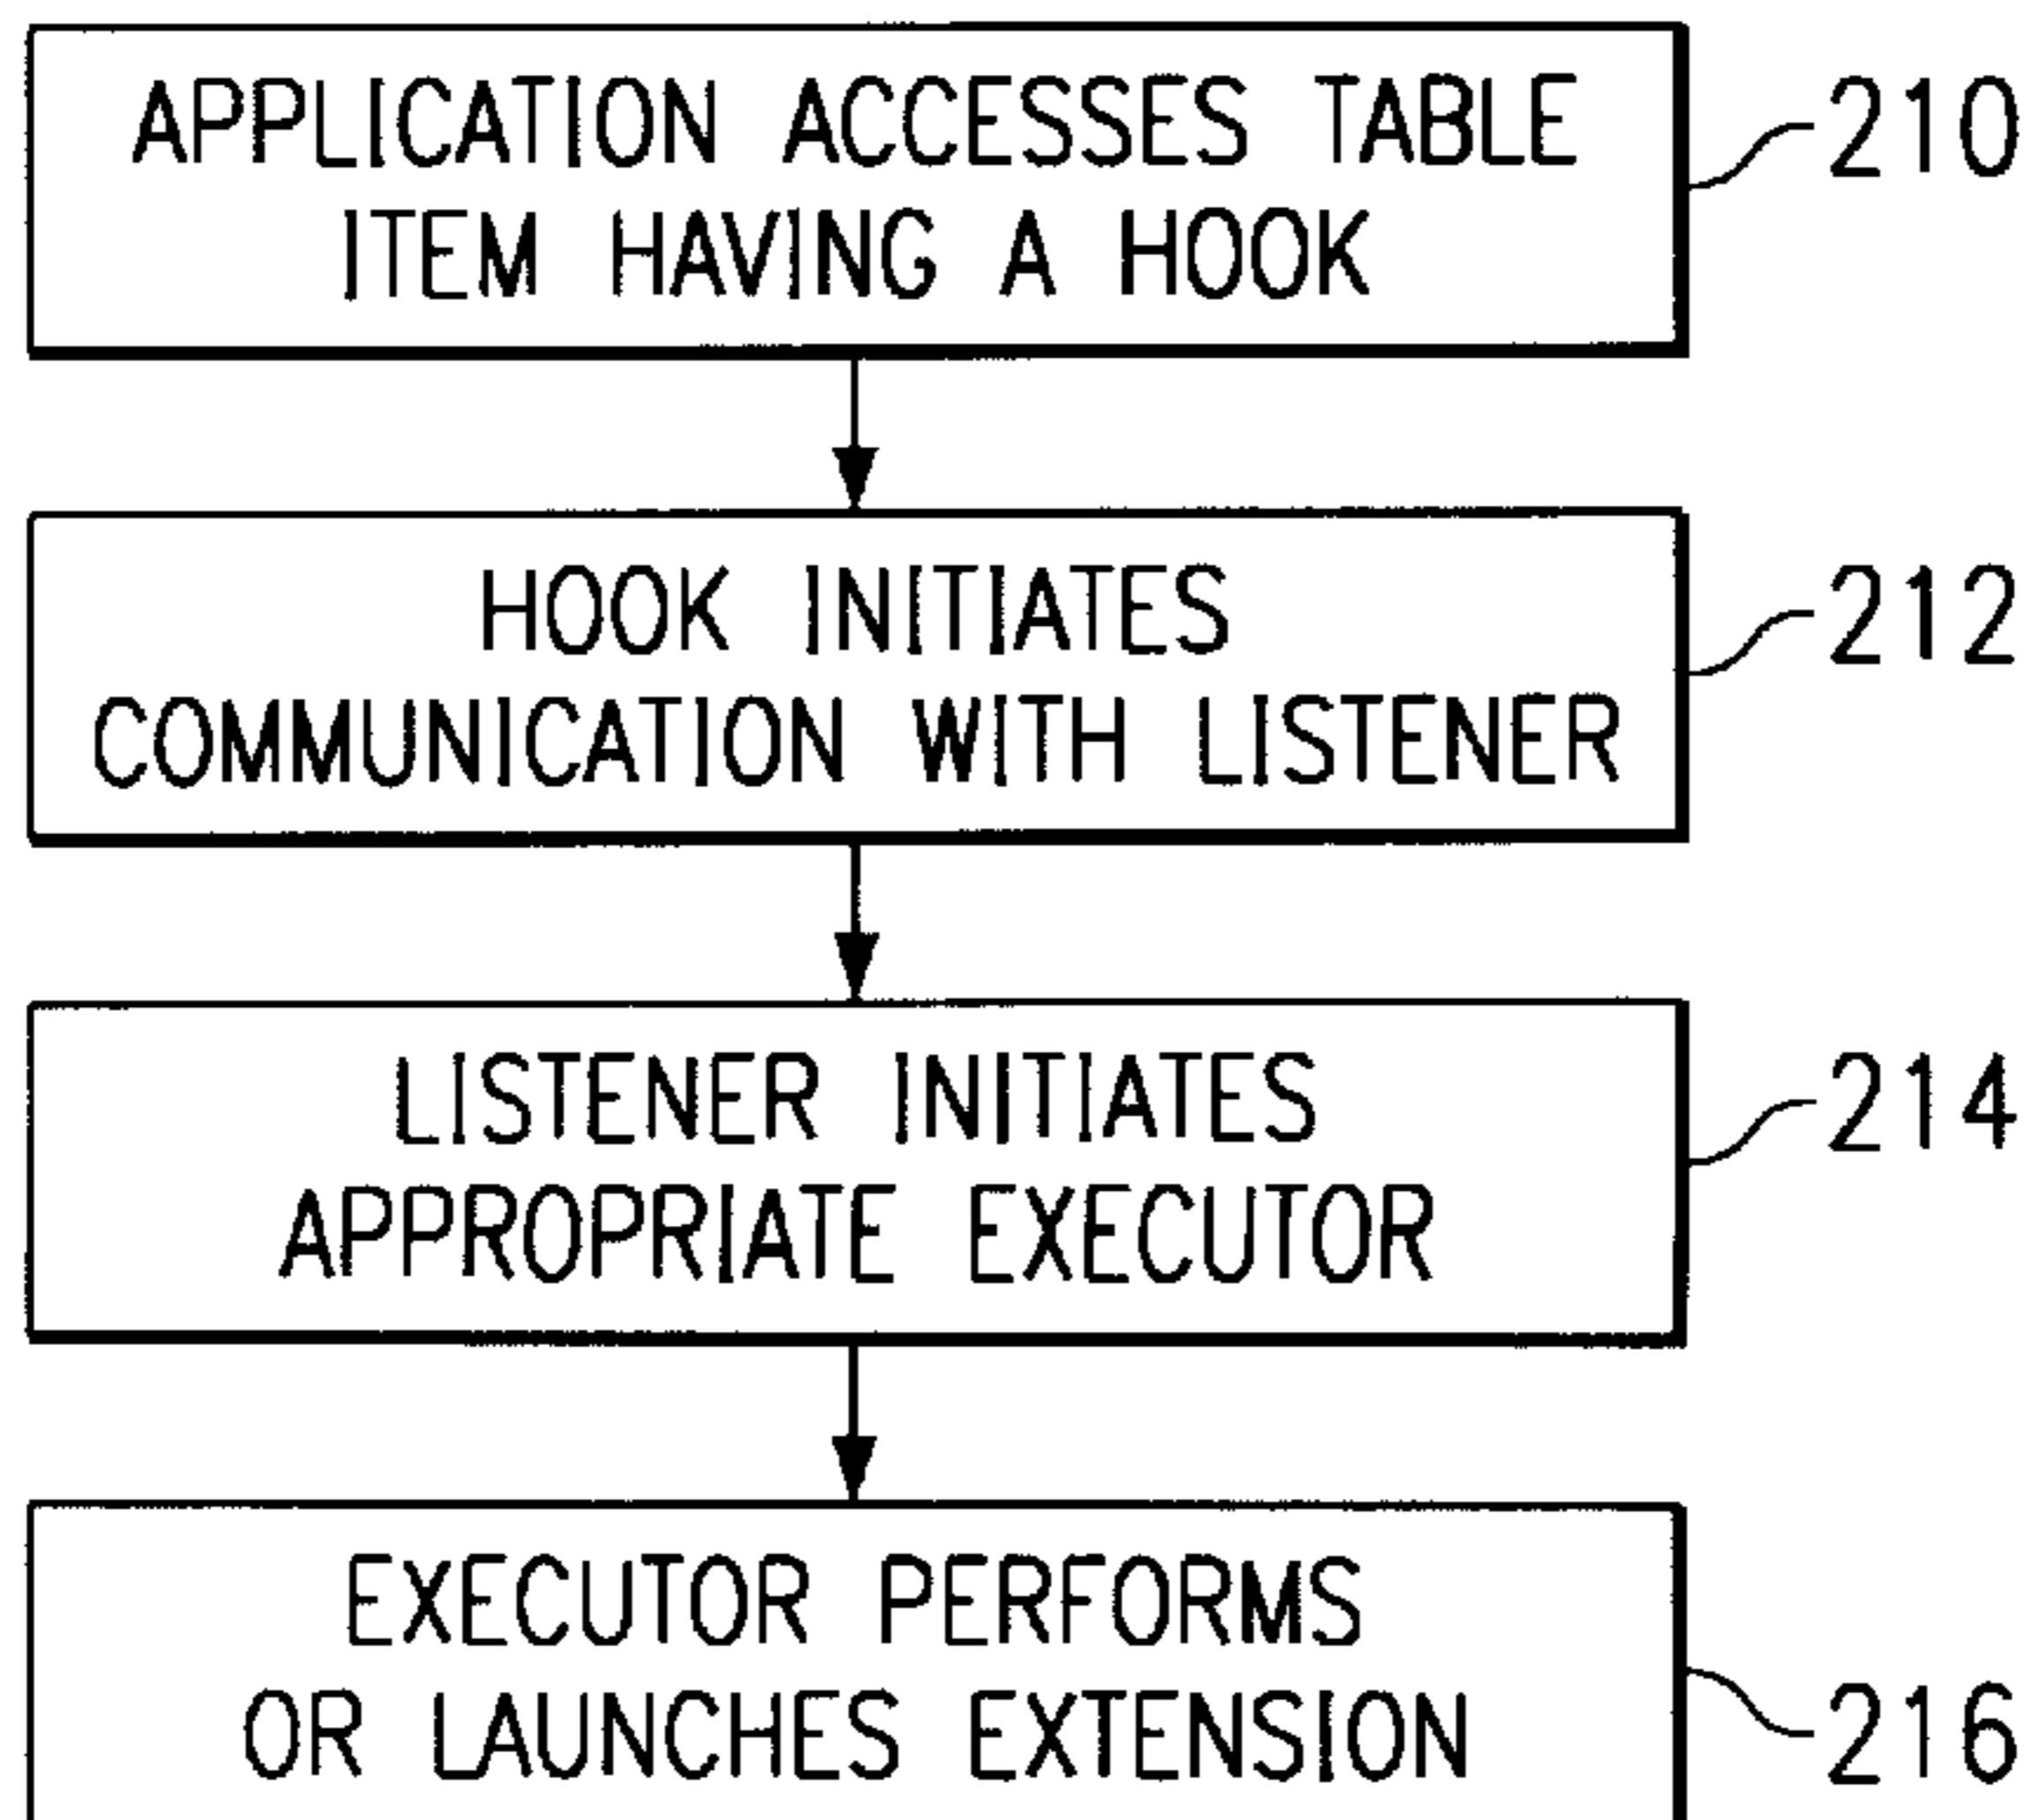 APPLICATION ACCESSES TABLE
ITEM HAVING A HOOK
210
HOOK INITIATES
COMMUNICATION WITH LISTENER
212
LISTENER INITIATES
APPROPRIATE EXECUTOR
214
EXECUTOR PERFORMS
OR LAUNCHES EXTENSION
216